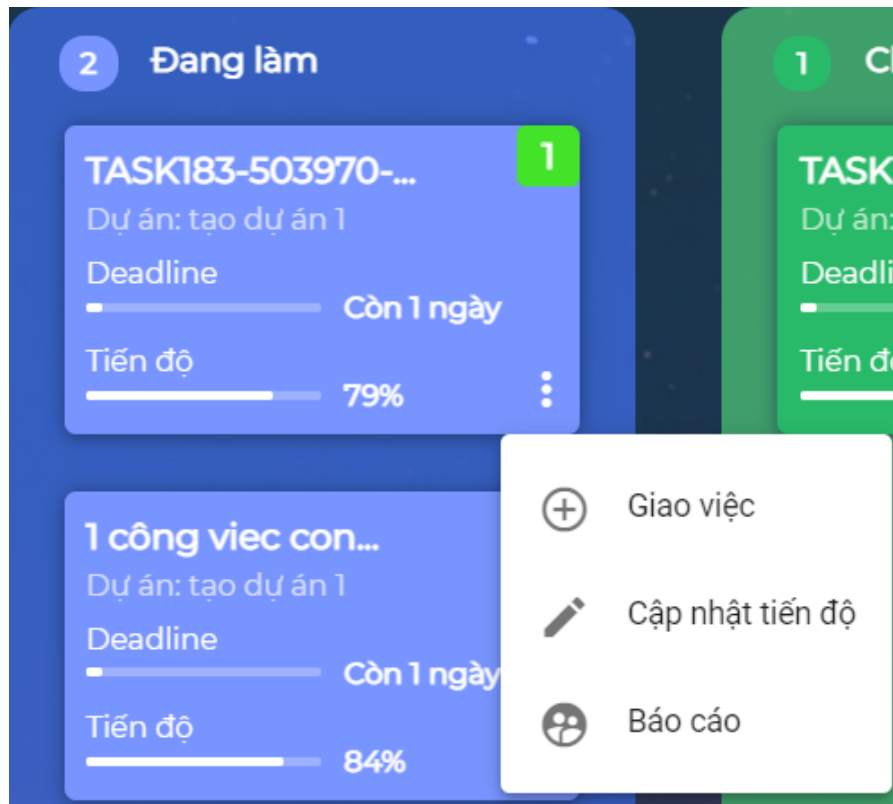 2 Đang làm
TASK183-503970-...
1
Dự án: tạo dự án 1
Deadline
Còn 1 ngày
Tiến độ
79%
1 công viec con...
Dự án: tạo dự án 1
Deadline
Còn 1 ngày
Tiến độ
84%
Giao việc
Cập nhật tiến độ
Báo cáo
1
TASK
Dự án:
Tiến